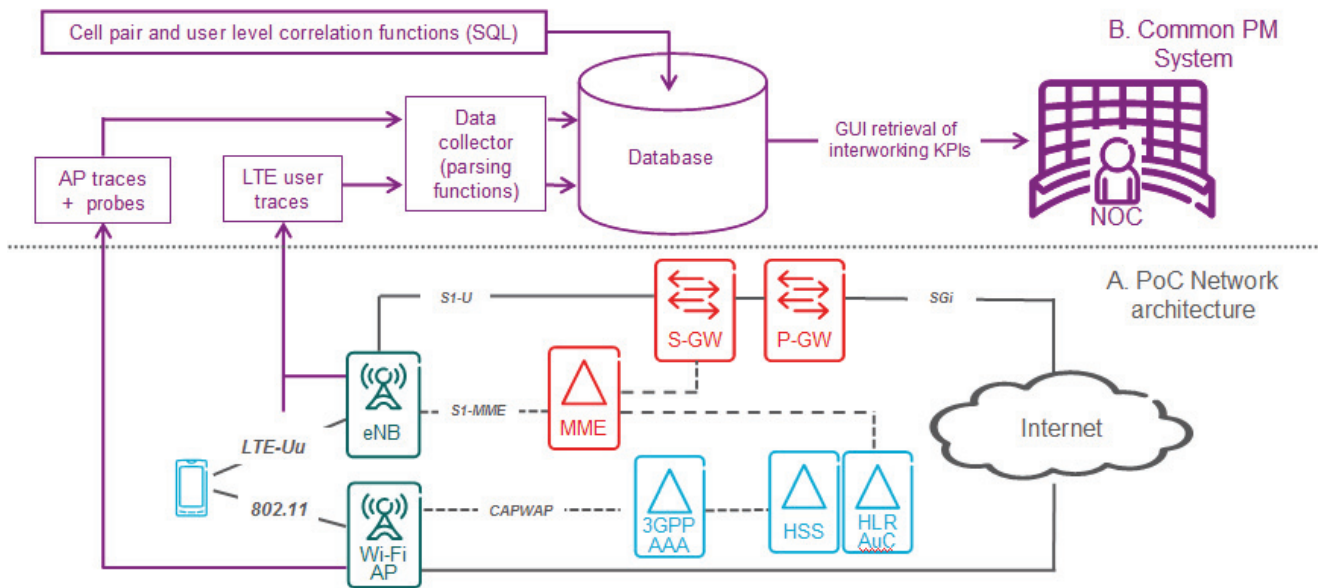 Cell pair and user level correlation functions (SQL)
B. Common PM
System
Data
collector
(parsing
functions)
Database
GUI retrieval of
interworking KPIs
AP traces
+ probes
LTE user
traces
NOC
A. PoC Network
architecture
S1-U
S-GW
P-GW
SGi
eNB
S1-MME
MME
Internet
LTE-Uu
802.11
Wi-Fi
AP
CAPWAP
3GPP
AAA
HSS
HLR
AuC